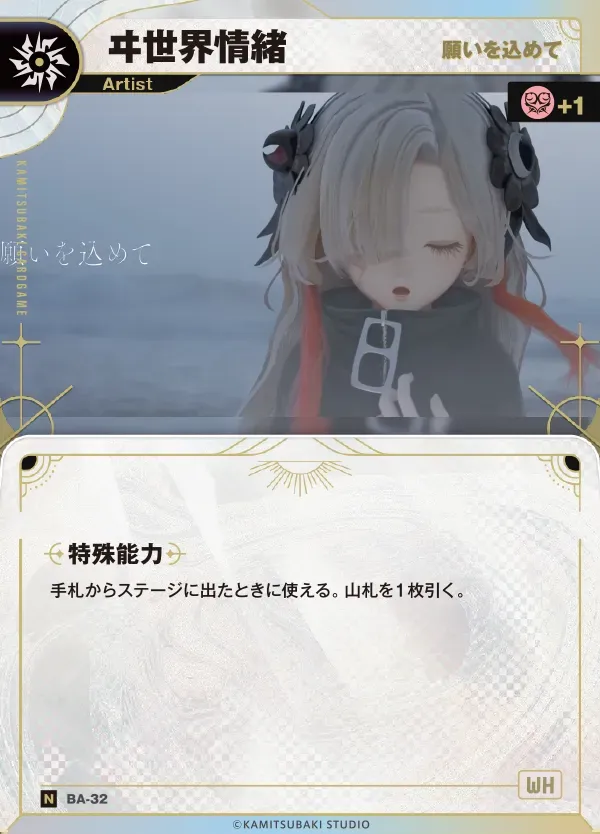 ヰ世界情緒
願いを込めて
Artist
+1
KAMITSUBAKI CARDGAME
願いを込めて
特殊能力
手札からステージに出たときに使える。山札を1枚引く。
N BA-32
WH
©KAMITSUBAKI STUDIO